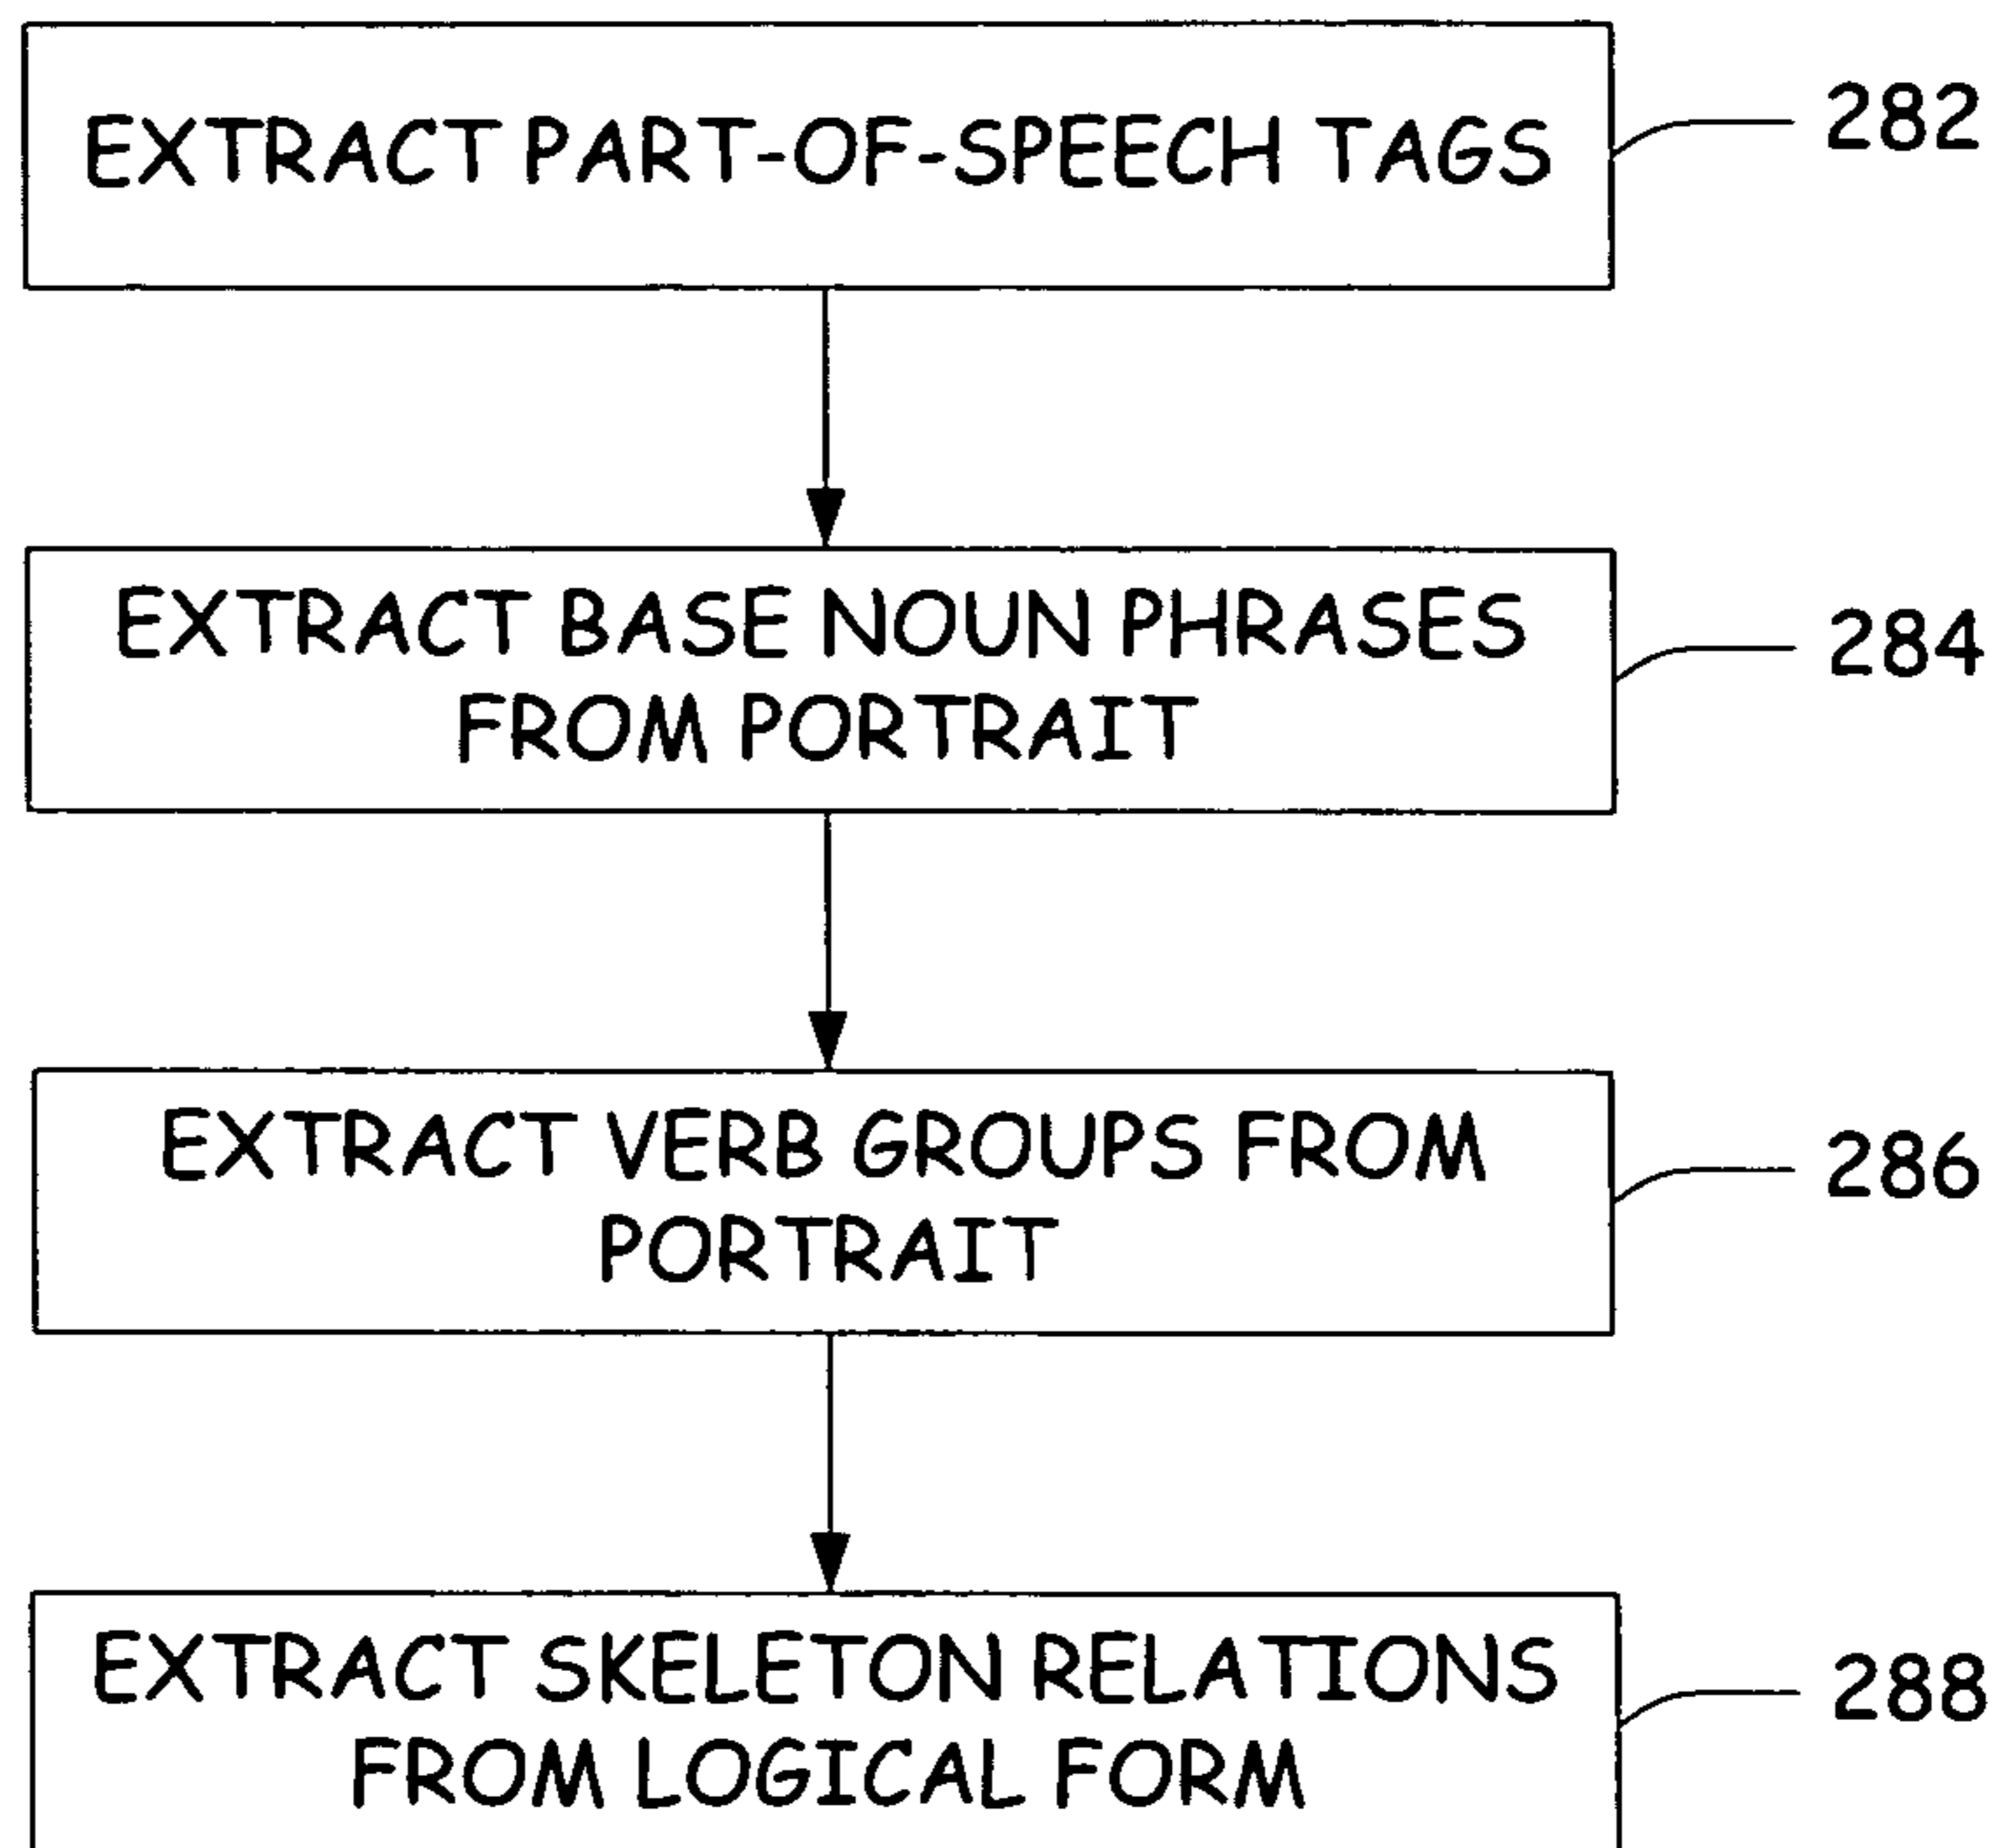 EXTRACT PART-OF-SPEECH TAGS
282
EXTRACT BASE NOUN PHRASES
FROM PORTRAIT
284
EXTRACT VERB GROUPS FROM
PORTRAIT
286
EXTRACT SKELETON RELATIONS
FROM LOGICAL FORM
288